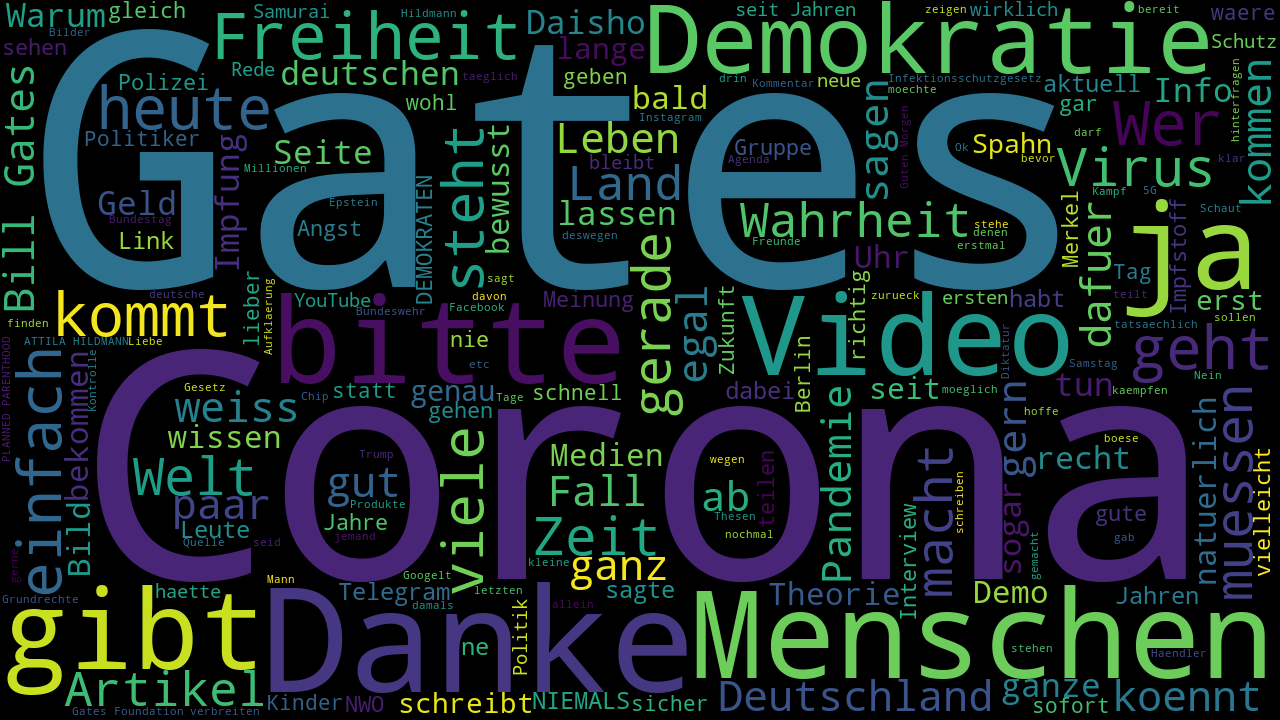 Warum
gleich
Samurai
Hildmann
Daisho
seit Jahren
zeigen
wirklich
bereit
waere
Bilder
sehen
Freiheit
lange
Demokratie
Schutz
Polizei
Rede
deutschen
taeglich
geben
drin
Kommentar
neue
Infektionsschutzgesetz
moechte
aktuell
Info
hinterfragen
kommen
Bill Gates
heute
Politiker
Gates
wohl
bald
Instagram
sagen
Guten Morgen
gar
Wer
darf
klar
Impfung
Seite
Millionen
steht
bewusst
Leben
bleibt
Gruppe
Agenda
Ok
Spahn
bevor
Virus
Geld
Bundestag
Link
Epstein
Angst
DEMOKRATEN
Land
lassen
deswegen
Wahrheit
Freunde
stehe
denen
erstmal
Merkel
Kampf
5G
Schaut
Impfstoff
ja
dafuer
sagt
Uhr
Tag
teilt
deutsche
lieber
Aufklaerung
YouTube
Bundeswehr
davon
Facebook
Meinung
gerade
egal
Zukunft
richtig
zurueck
ersten
habt
erst
sollen
finden
kommt
tatsaechlich
ATTILA HILDMANN
Liebe
bitte
nie
etc
Video
Berlin
Diktatur
Samstag
geht
Nein
PLANNED PARENTHOOD
einfach
bekommen
kontrolle
Gesetz
Chip
statt
genau
Tage
schnell
dabei
seit
moeglich
tun
kaempfen
weiss
gehen
Corona
wissen
Welt
paar
Bild
Leute
Quelle
seid
Trump
gut
Produkte
Jahre
jemand
viele
Medien
Fall
Zeit
wegen
ab
Thesen
nochmal
teilen
Pandemie
macht
schreiben
sogar
gern
hoffe
boese
recht
gute
gab
natuerlich
muessen
vielleicht
gerne
kleine
ganz
Interview
gemacht
Grundrechte
haette
Mann
Googelt
Telegram
damals
letzten
allein
sagte
Theorie
Demo
Jahren
gibt
Danke
ne
Politik
Menschen
stehen
Haendler
Artikel
Gates Foundation
verbreiten
Kinder
NWO
schreibt
NIEMALS
sicher
Deutschland
ganze
sofort
koennt